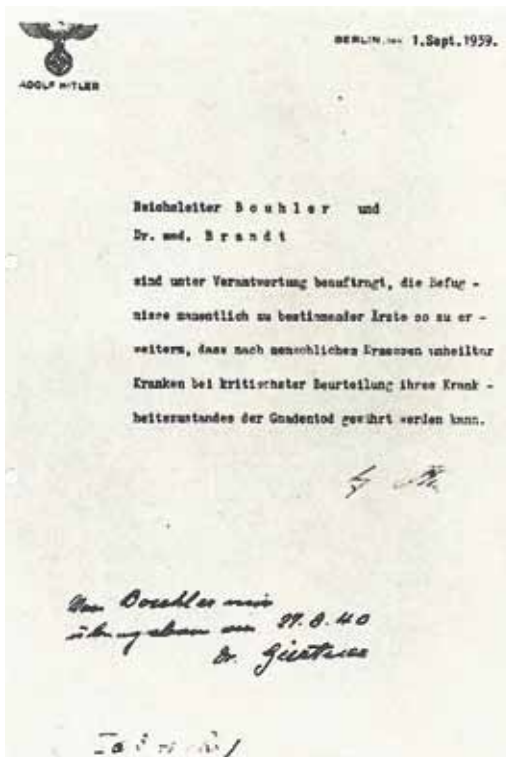 BERLIN, den 1.Sept.1939.
ADOLF HITLER
Reichsleiter B o u h l e r und
Dr. med. B r a n d t
sind unter Verantwortung beauftragt, die Befug -
nisse namentlich zu bestimmender Ärzte so zu er -
weitern, dass nach menschlichem Ermessen unheilbar
Kranken bei kritischster Beurteilung ihres Krank -
heitszustandes der Gnadentod gewährt werden kann.
Von Bouhler mir
übergeben am 27.8.40
Dr. Gürtner